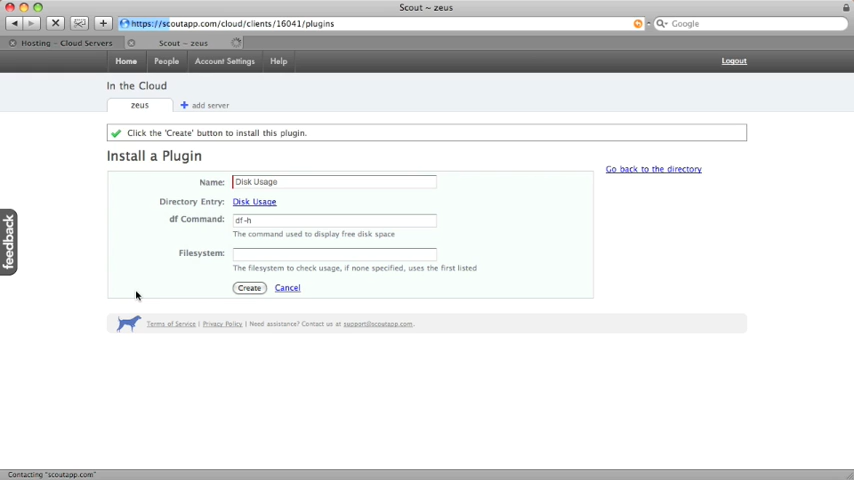 Scout ~ zeus
https://scoutapp.com/cloud/clients/16041/plugins
Google
Hosting - Cloud Servers
Scout ~ zeus
Home People Account Settings Help
Logout
In the Cloud
zeus
+ add server
Click the 'Create' button to install this plugin.
Install a Plugin
Go back to the directory
Name: Disk Usage
Directory Entry: Disk Usage
df Command: df -h
The command used to display free disk space
Filesystem:
The filesystem to check usage, if none specified, uses the first listed
Create Cancel
feedback
Terms of Service | Privacy Policy | Need assistance? Contact us at support@scoutapp.com.
Contacting "scoutapp.com"